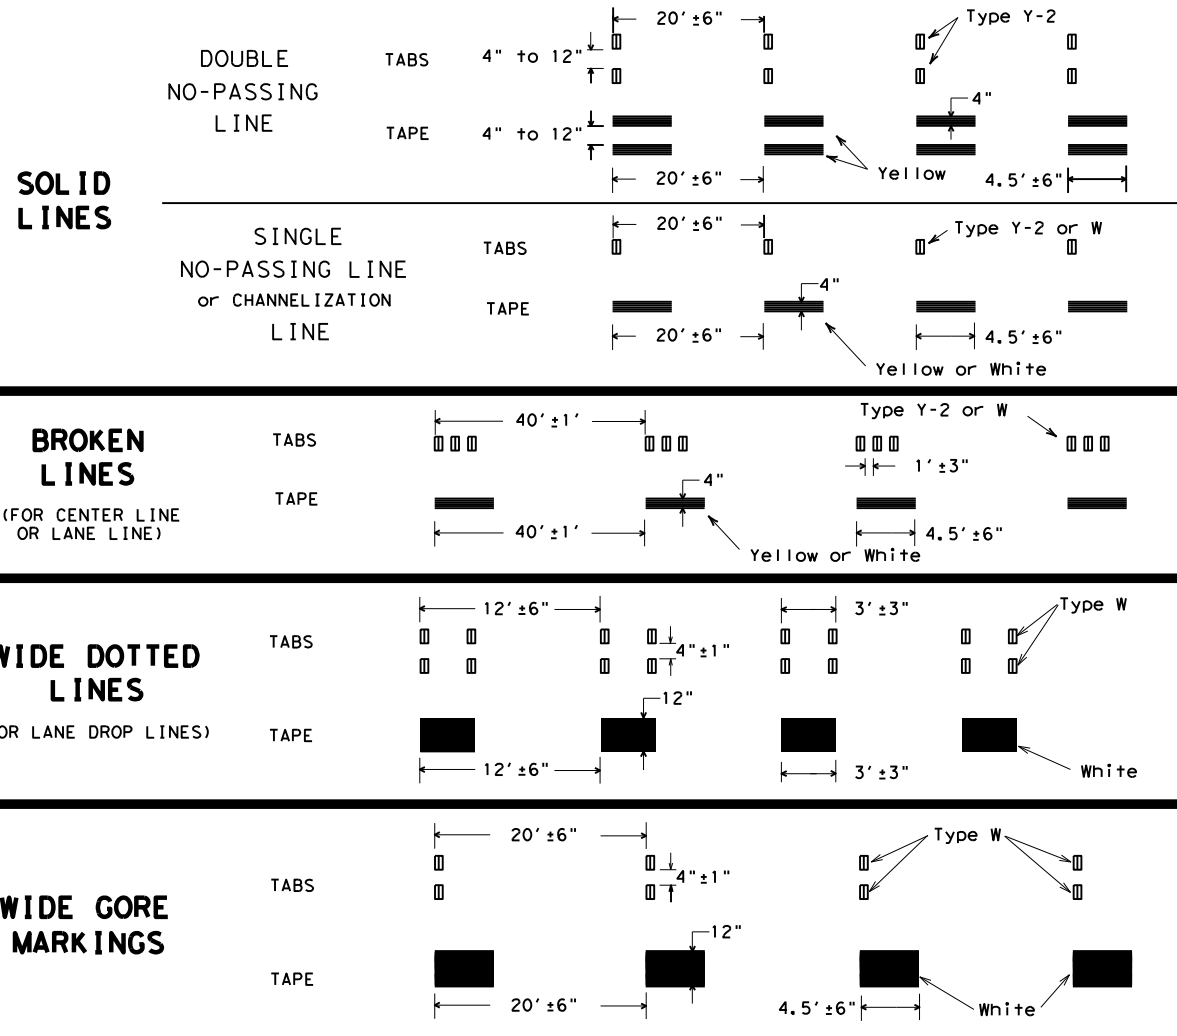 SOLID
LINES
DOUBLE
NO-PASSING
LINE
TABS
4" to 12"
20'±6"
Type Y-2
TAPE
4" to 12"
4"
Yellow
20'±6"
4.5'±6"
SINGLE
NO-PASSING LINE
or CHANNELIZATION
LINE
TABS
20'±6"
Type Y-2 or W
TAPE
4"
20'±6"
4.5'±6"
Yellow or White
BROKEN
LINES
(FOR CENTER LINE
OR LANE LINE)
TABS
40'±1'
Type Y-2 or W
1'±3"
TAPE
4"
40'±1'
4.5'±6"
Yellow or White
WIDE DOTTED
LINES
OR LANE DROP LINES)
TABS
12'±6"
3'±3"
Type W
4"±1"
TAPE
12"
12'±6"
3'±3"
White
WIDE GORE
MARKINGS
TABS
20'±6"
Type W
4"±1"
TAPE
12"
20'±6"
4.5'±6"
White